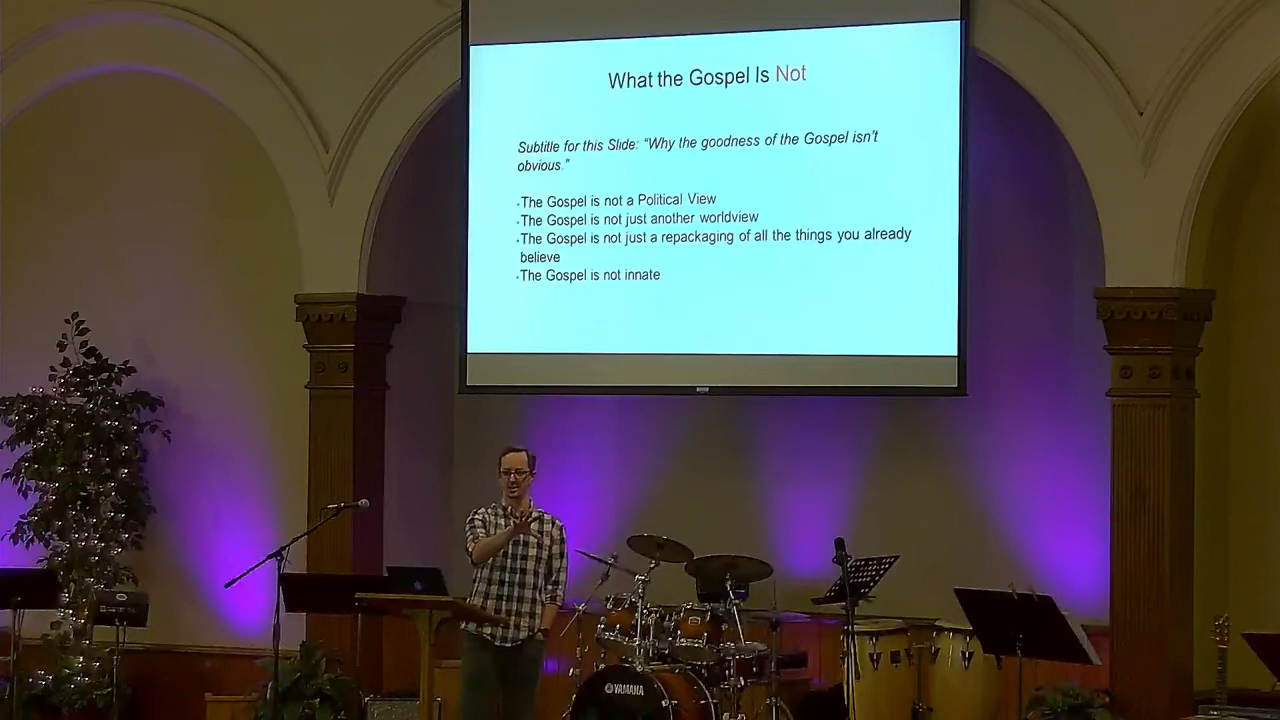 What the Gospel Is Not
Subtitle for this Slide: “Why the goodness of the Gospel isn’t
obvious.”
·The Gospel is not a Political View
·The Gospel is not just another worldview
·The Gospel is not just a repackaging of all the things you already
believe
·The Gospel is not innate
YAMAHA